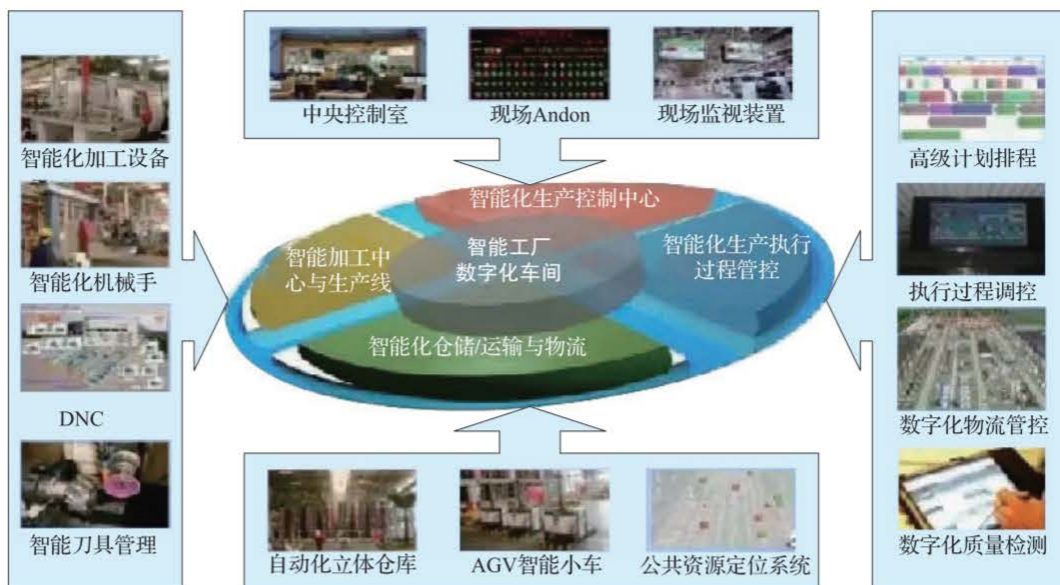 中央控制室
现场Andon
现场监视装置
智能化加工设备
智能化机械手
DNC
智能刀具管理
智能化生产控制中心
智能加工中
心与生产线
智能工厂
数字化车间
智能化生产执行
过程管控
智能化仓储/运输与物流
高级计划排程
执行过程调控
数字化物流管控
数字化质量检测
自动化立体仓库
AGV智能小车
公共资源定位系统